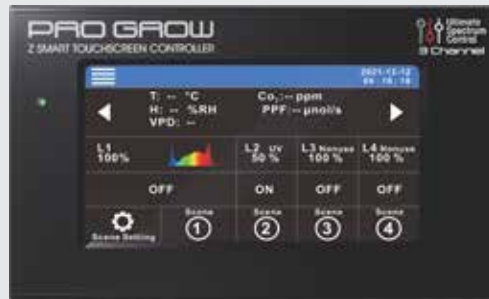 PRO GROW
Z SMART TOUCHSCREEN CONTROLLER
Ultimate
Spectrum
Control
3 Channel
2021-12-12
T: -- °C Co₂:-- ppm
H: -- %RH PPF:-- µnol/s
VPD: --
L1
100%
L2 UV
50 %
L3 Nonuse
100 %
L4 Nonuse
100 %
OFF ON OFF OFF
Scene Setting
Scene
1
Scene
2
Scene
3
Scene
4